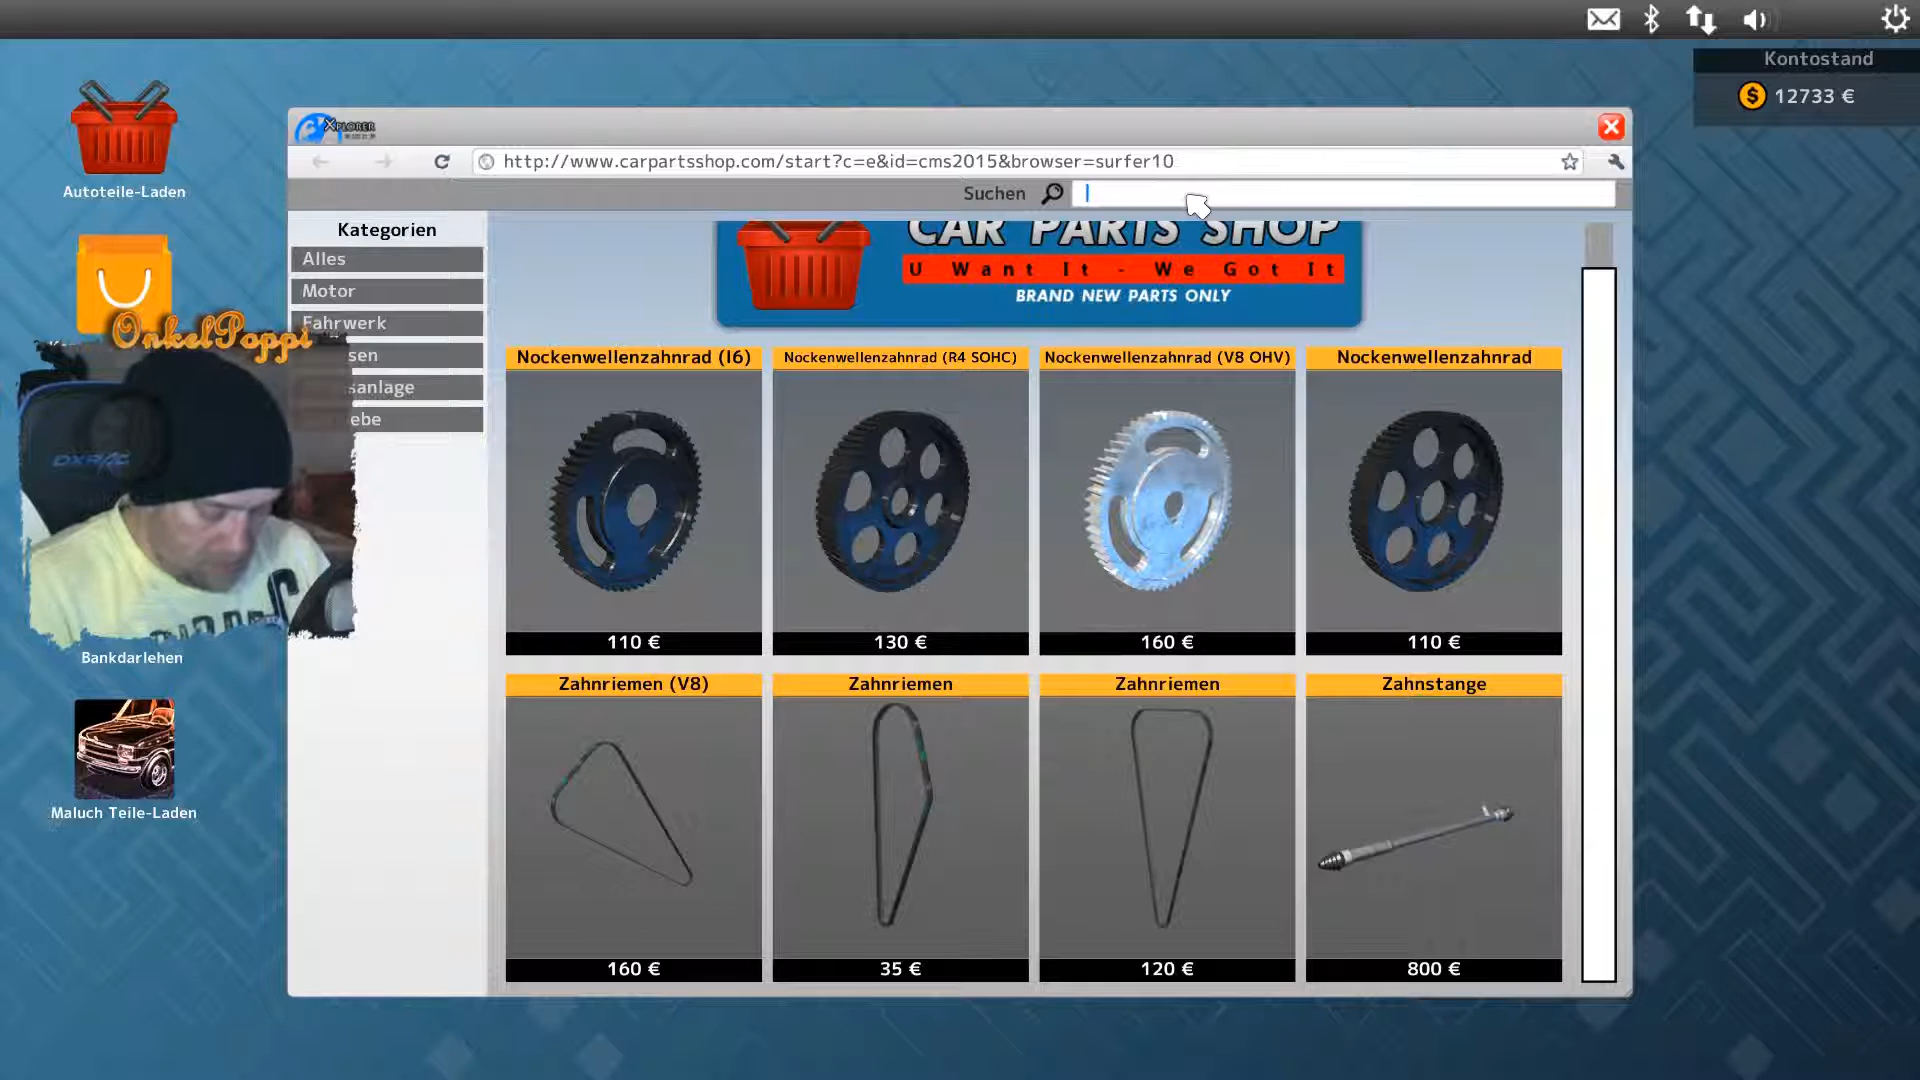 Kontostand
12733 €
Autoteile-Laden
XPLORER
http://www.carpartsshop.com/start?c=e&id=cms2015&browser=surfer10
Suchen
Kategorien
Alles
Motor
Fahrwerk
sen
sanlage
ebe
CAR PARTS SHOP
U Want It - We Got It
BRAND NEW PARTS ONLY
OnkelPoppi
DXRAC
Bankdarlehen
Maluch Teile-Laden
Nockenwellenzahnrad (I6)
Nockenwellenzahnrad (R4 SOHC)
Nockenwellenzahnrad (V8 OHV)
Nockenwellenzahnrad
110 €
130 €
160 €
110 €
Zahnriemen (V8)
Zahnriemen
Zahnriemen
Zahnstange
160 €
35 €
120 €
800 €